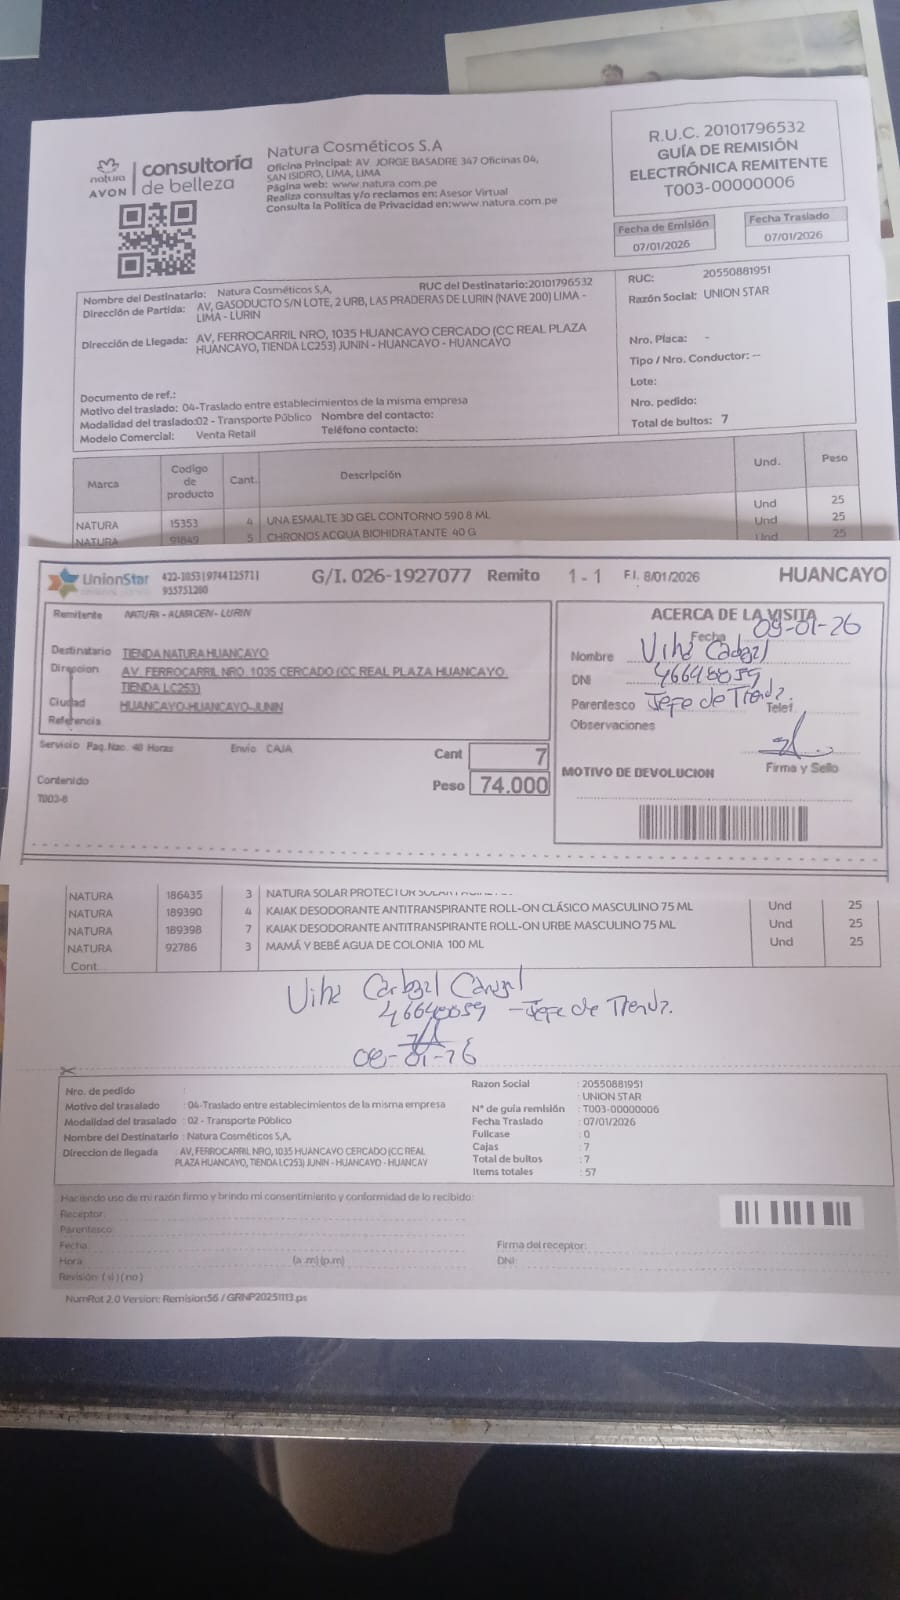 natura
AVON
consultoría
de belleza
Natura Cosméticos S.A
Oficina Principal: AV. JORGE BASADRE 347 Oficinas 04,
SAN ISIDRO, LIMA, LIMA
Página web: www.natura.com.pe
Realiza consultas y/o reclamos en: Asesor Virtual
Consulta la Política de Privacidad en:www.natura.com.pe
R.U.C. 20101796532
GUÍA DE REMISIÓN
ELECTRÓNICA REMITENTE
T003-00000006
Fecha de Emisión
07/01/2026
Fecha Traslado
07/01/2026
Nombre del Destinatario: Natura Cosméticos S,A, RUC del Destinatario:20101796532
Dirección de Partida: AV, GASODUCTO S/N LOTE, 2 URB, LAS PRADERAS DE LURIN (NAVE 200) LIMA -
LIMA - LURIN
Dirección de Llegada: AV, FERROCARRIL NRO, 1035 HUANCAYO CERCADO (CC REAL PLAZA
HUANCAYO, TIENDA LC253) JUNIN - HUANCAYO - HUANCAYO
Documento de ref.:
Motivo del traslado: 04-Traslado entre establecimientos de la misma empresa
Modalidad del traslado:02 - Transporte Público Nombre del contacto:
Modelo Comercial: Venta Retail Teléfono contacto:
RUC: 20550881951
Razón Social: UNION STAR
Nro. Placa: -
Tipo / Nro. Conductor: --
Lote:
Nro. pedido:
Total de bultos: 7
Marca Codigo de producto Cant. Descripción Und. Peso
NATURA 15353 4 UNA ESMALTE 3D GEL CONTORNO 590 8 ML Und 25
NATURA 91849 5 CHRONOS ACQUA BIOHIDRATANTE 40 G Und 25
Und 25
UnionStar 422-1053|974412571| G/I. 026-1927077 Remito 1 - 1 F.I. 8/01/2026 HUANCAYO
955751280
Remitente NATURA - ALMACEN - LURIN
Destinatario TIENDA NATURA HUANCAYO
Direccion AV. FERROCARRIL NRO. 1035 CERCADO (CC REAL PLAZA HUANCAYO,
TIENDA LC253)
Ciudad HUANCAYO-HUANCAYO-JUNIN
Referencia
Servicio Paq.Nac. 48 Horas Envio CAJA Cant 7
Contenido Peso 74.000
T003-6
ACERCA DE LA VISITA
Fecha 09-01-26
Nombre
DNI 46648059
Parentesco Jefe de Tienda Telef.
Observaciones
Firma y Sello
MOTIVO DE DEVOLUCION
NATURA 186435 3 NATURA SOLAR PROTECTOR
NATURA 189390 4 KAIAK DESODORANTE ANTITRANSPIRANTE ROLL-ON CLÁSICO MASCULINO 75 ML Und 25
NATURA 189398 7 KAIAK DESODORANTE ANTITRANSPIRANTE ROLL-ON URBE MASCULINO 75 ML Und 25
NATURA 92786 3 MAMÁ Y BEBÉ AGUA DE COLONIA 100 ML Und 25
Cont...
46648059 - Jefe de Tienda.
08-01-26
Nro. de pedido :
Motivo del trasalado : 04-Traslado entre establecimientos de la misma empresa
Modalidad del trasalado : 02 - Transporte Público
Nombre del Destinatario : Natura Cosméticos S,A,
Direccion de llegada : AV, FERROCARRIL NRO, 1035 HUANCAYO CERCADO (CC REAL
PLAZA HUANCAYO, TIENDA LC253) JUNIN - HUANCAYO - HUANCAY
Razon Social : 20550881951
: UNION STAR
N° de guía remisión : T003-00000006
Fecha Traslado : 07/01/2026
Fullcase : 0
Cajas : 7
Total de bultos : 7
Items totales : 57
Haciendo uso de mi razón firmo y brindo mi consentimiento y conformidad de lo recibido:
Receptor:
Parentesco:
Fecha:
Hora: (a .m) (p.m)
Revisión: ( si ) ( no )
Firma del receptor:
DNI:
NumRot 2.0 Version: Remision56 / GRNP20251113.ps